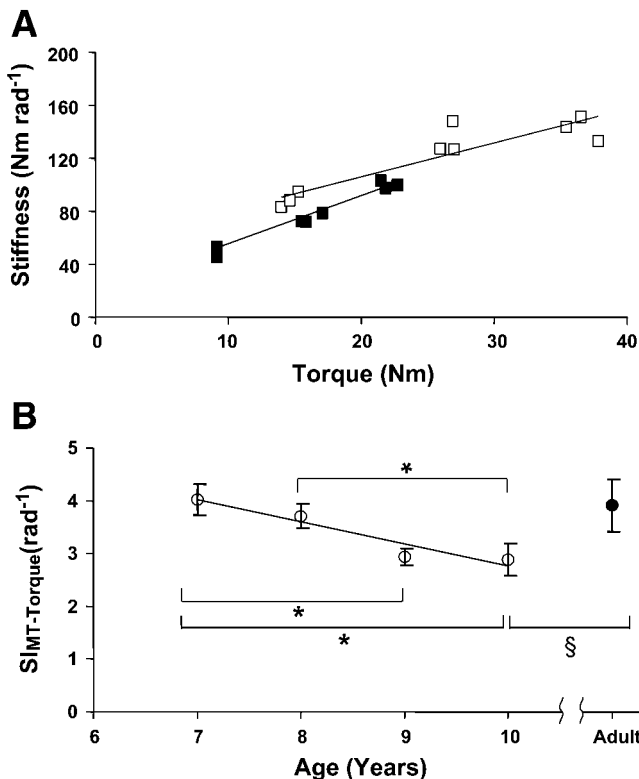 A
Stiffness (Nm rad⁻¹)
200
160
120
80
40
0
0 10 20 30 40
Torque (Nm)
B
SIMT-Torque(rad⁻¹)
5
4
3
2
1
0
*
*
*
§
6 7 8 9 10 Adult
Age (Years)